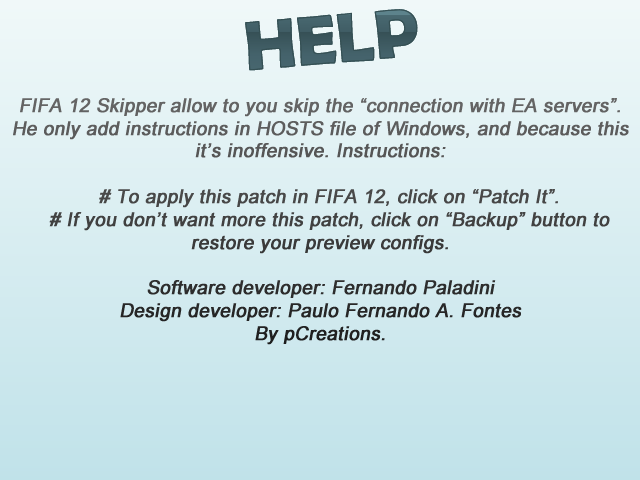 HELP
FIFA 12 Skipper allow to you skip the “connection with EA servers”.
He only add instructions in HOSTS file of Windows, and because this
it’s inoffensive. Instructions:
# To apply this patch in FIFA 12, click on “Patch It”.
# If you don’t want more this patch, click on “Backup” button to
restore your preview configs.
Software developer: Fernando Paladini
Design developer: Paulo Fernando A. Fontes
By pCreations.